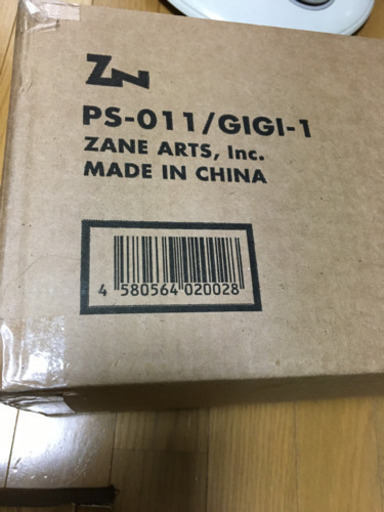 ZN
PS-011/GIGI-1
ZANE ARTS, Inc.
MADE IN CHINA
4 580564 020028